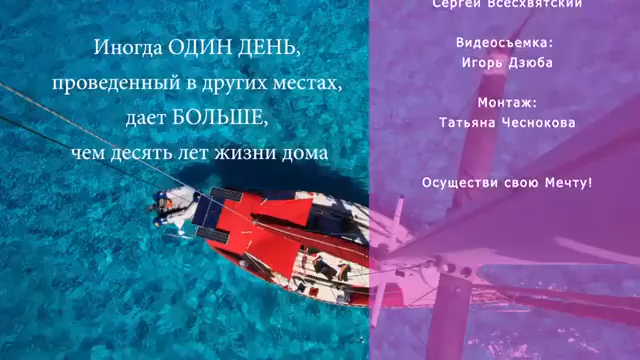 Иногда ОДИН ДЕНЬ,
проведенный в других местах,
дает БОЛЬШЕ,
чем десять лет жизни дома
Сергей Всесхвятский
Видеосъемка:
Игорь Дзюба
Монтаж:
Татьяна Чеснокова
Осуществи свою Мечту!